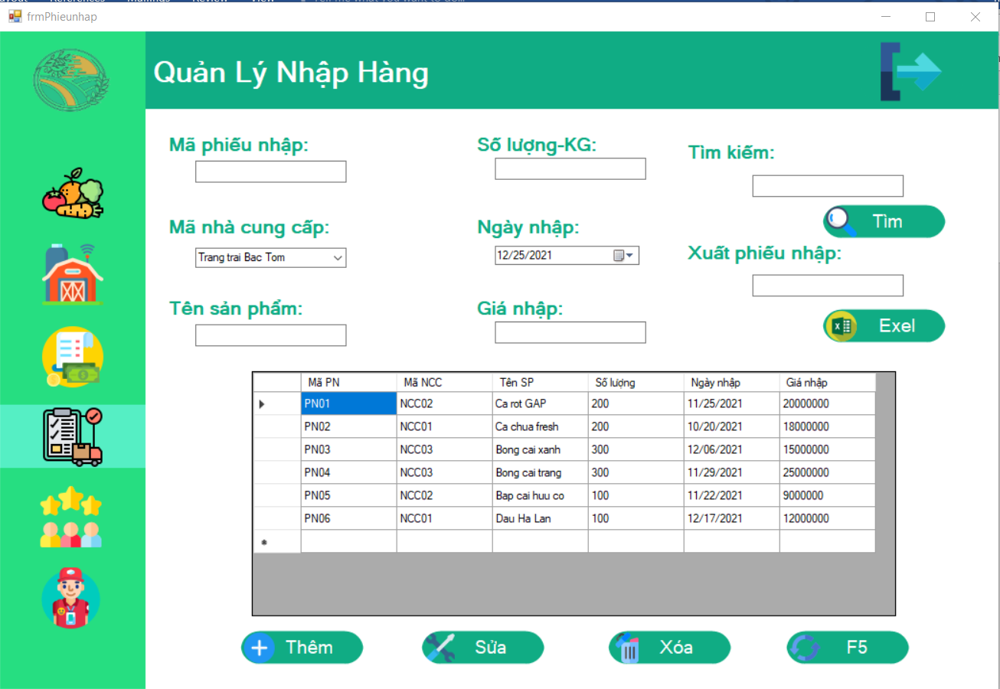 frmPhieunhap
Quản Lý Nhập Hàng
Mã phiếu nhập:
Số lượng-KG:
Tìm kiếm:
Tìm
Mã nhà cung cấp:
Trang trai Bac Tom
Ngày nhập:
12/25/2021
Xuất phiếu nhập:
Tên sản phẩm:
Giá nhập:
Exel
Mã PN Mã NCC Tên SP Số lượng Ngày nhập Giá nhập
PN01 NCC02 Ca rot GAP 200 11/25/2021 20000000
PN02 NCC01 Ca chua fresh 200 10/20/2021 18000000
PN03 NCC03 Bong cai xanh 300 12/06/2021 15000000
PN04 NCC03 Bong cai trang 300 11/29/2021 25000000
PN05 NCC02 Bap cai huu co 100 11/22/2021 9000000
PN06 NCC01 Dau Ha Lan 100 12/17/2021 12000000
Thêm Sửa Xóa F5